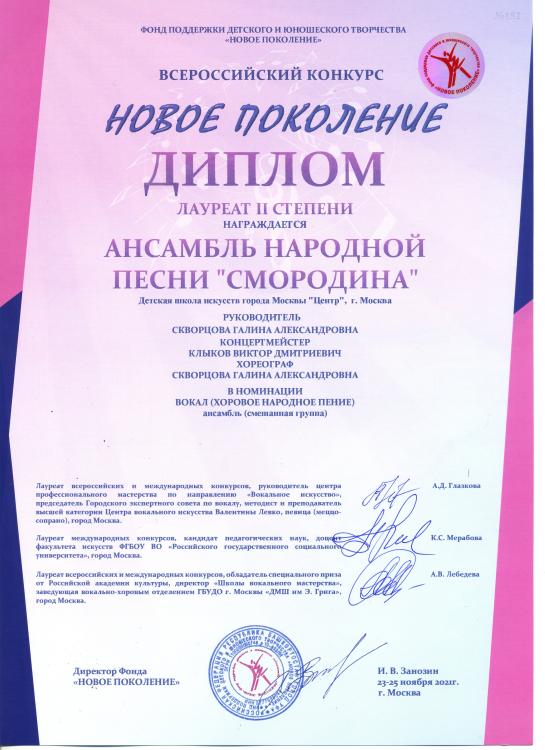 ФОНД ПОДДЕРЖКИ ДЕТСКОГО И ЮНОШЕСКОГО ТВОРЧЕСТВА
«НОВОЕ ПОКОЛЕНИЕ»
ВСЕРОССИЙСКИЙ КОНКУРС
НОВОЕ ПОКОЛЕНИЕ
ДИПЛОМ
ЛАУРЕАТ II СТЕПЕНИ
НАГРАЖДАЕТСЯ
АНСАМБЛЬ НАРОДНОЙ
ПЕСНИ "СМОРОДИНА"
Детская школа искусств города Москвы "Центр", г. Москва
РУКОВОДИТЕЛЬ
СКВОРЦОВА ГАЛИНА АЛЕКСАНДРОВНА
КОНЦЕРТМЕЙСТЕР
КЛЫКОВ ВИКТОР ДМИТРИЕВИЧ
ХОРЕОГРАФ
СКВОРЦОВА ГАЛИНА АЛЕКСАНДРОВНА
В НОМИНАЦИИ
ВОКАЛ (ХОРОВОЕ НАРОДНОЕ ПЕНИЕ)
ансамбль (смешанная группа)
Лауреат всероссийских и международных конкурсов, руководитель центра
профессионального мастерства по направлению «Вокальное искусство»,
председатель Городского экспертного совета по вокалу, методист и преподаватель
высшей категории Центра вокального искусства Валентины Левко, певица (меццо-
сопрано), город Москва.
А.Д. Глазкова
Лауреат международных конкурсов, кандидат педагогических наук, доцент
факультета искусств ФГБОУ ВО «Российского государственного социального
университета», город Москва.
К.С. Мерабова
Лауреат всероссийских и международных конкурсов, обладатель специального приза
от Российской академии культуры, директор «Школы вокального мастерства»,
заведующая вокально-хоровым отделением ГБУДО г. Москвы «ДМШ им Э. Грига»,
город Москва.
А.В. Лебедева
Директор Фонда
«НОВОЕ ПОКОЛЕНИЕ»
И. В. Занозин
23-25 ноября 2021г.
г. Москва